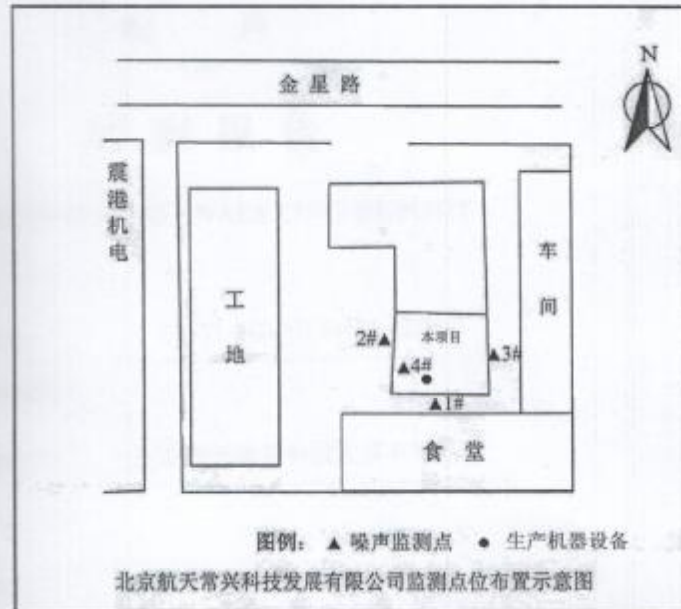 金星路
N
震港机电
工地
车间
本项目
2#▲
▲4#
▲3#
▲1#
食堂
图例： ▲ 噪声监测点 ● 生产机器设备
北京航天常兴科技发展有限公司监测点位布置示意图